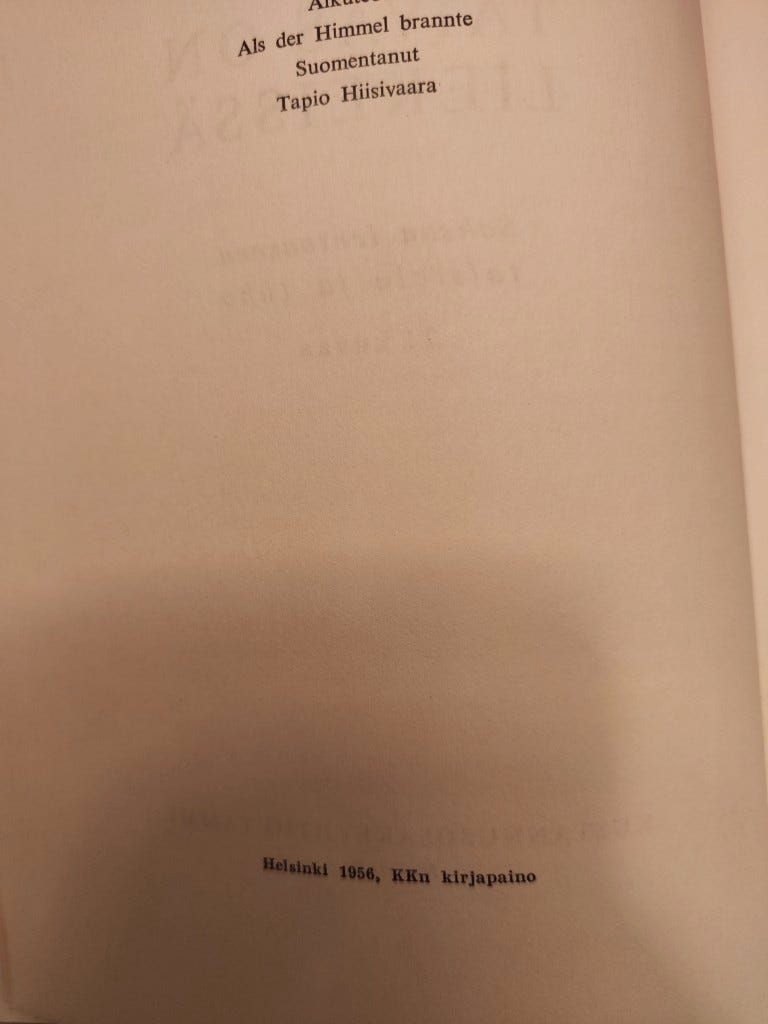 Als der Himmel brannte
Suomentanut
Tapio Hiisivaara
Helsinki 1956, KKn kirjapaino